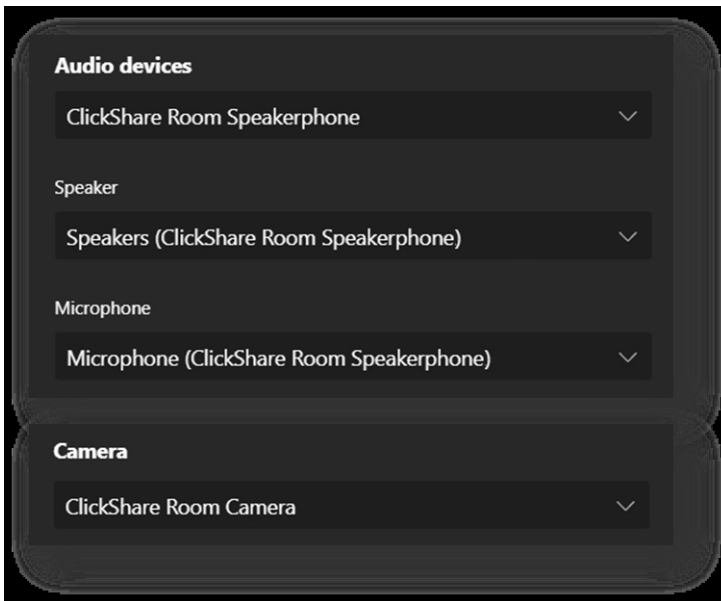 Audio devices
ClickShare Room Speakerphone
Speaker
Speakers (ClickShare Room Speakerphone)
Microphone
Microphone (ClickShare Room Speakerphone)
Camera
ClickShare Room Camera